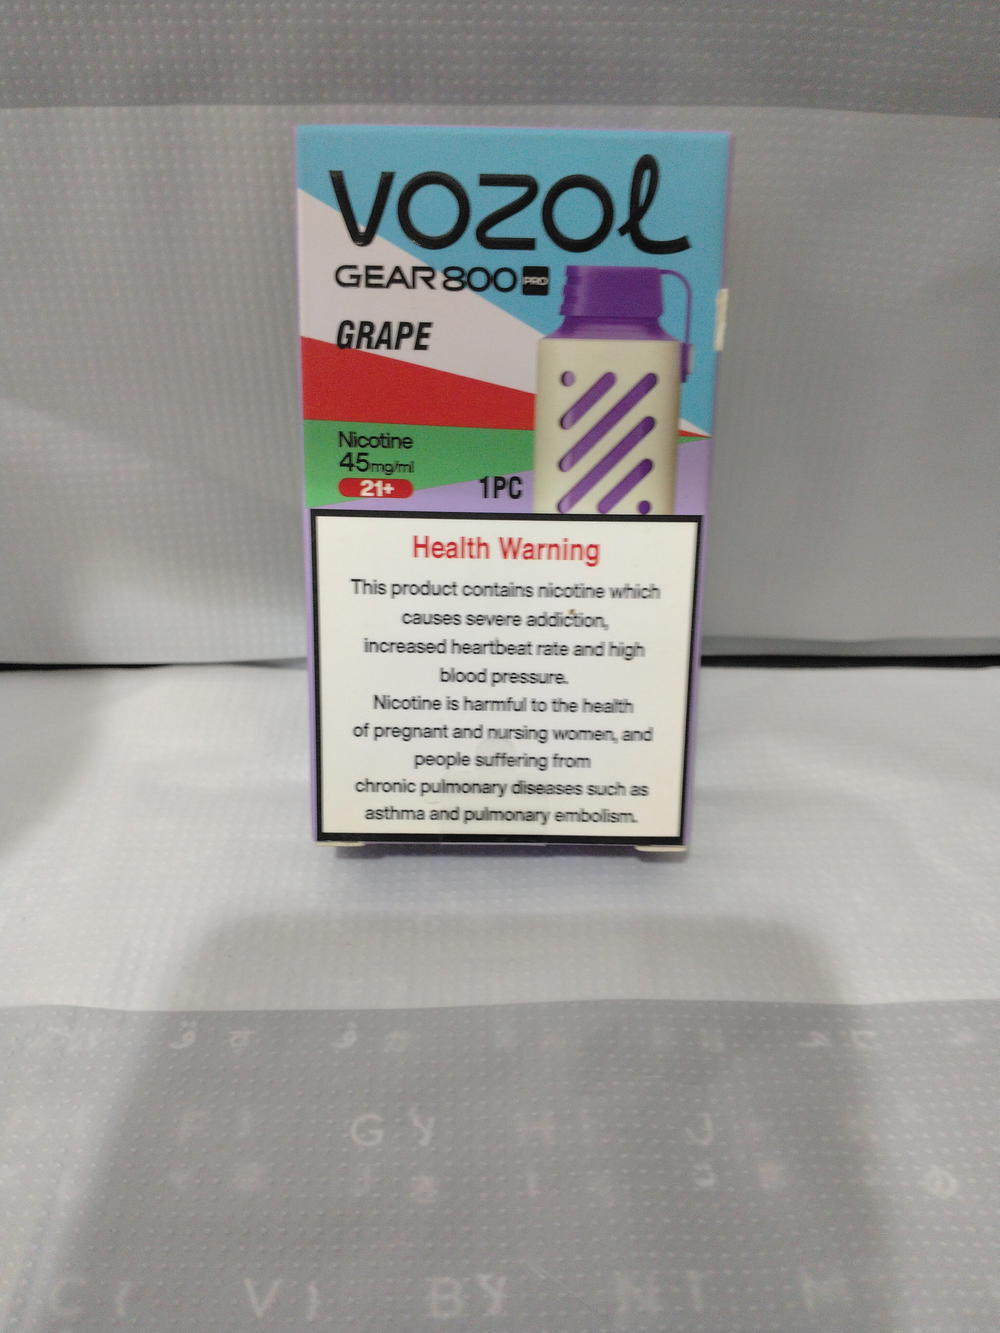 VOZOL
GEAR 800 PRO
GRAPE
Nicotine
45mg/ml
21+
1PC
Health Warning
This product contains nicotine which
causes severe addiction,
increased heartbeat rate and high
blood pressure.
Nicotine is harmful to the health
of pregnant and nursing women, and
people suffering from
chronic pulmonary diseases such as
asthma and pulmonary embolism.